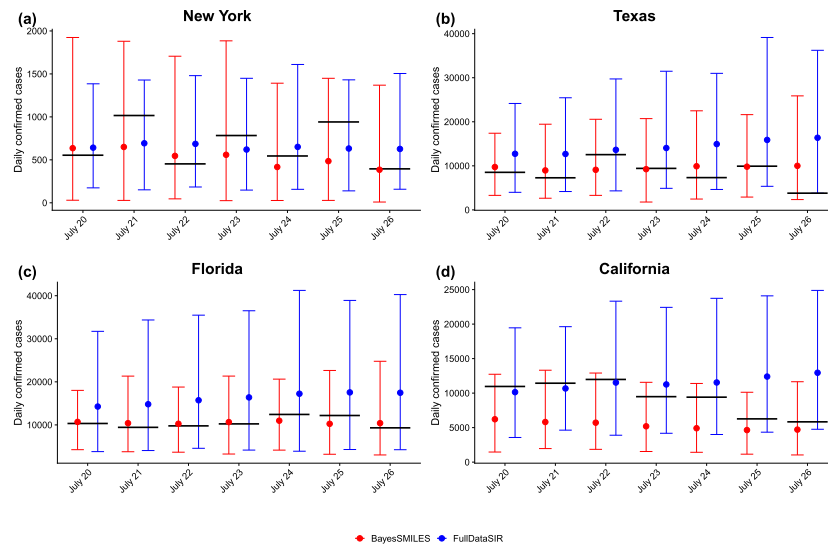 (a) New York
Daily confirmed cases
2000
1500
1000
500
0
July 20 July 21 July 22 July 23 July 24 July 25 July 26
(b) Texas
Daily confirmed cases
40000
30000
20000
10000
0
July 20 July 21 July 22 July 23 July 24 July 25 July 26
(c) Florida
Daily confirmed cases
40000
30000
20000
10000
July 20 July 21 July 22 July 23 July 24 July 25 July 26
(d) California
Daily confirmed cases
25000
20000
15000
10000
5000
0
July 20 July 21 July 22 July 23 July 24 July 25 July 26
BayesSMILES FullDataSIR